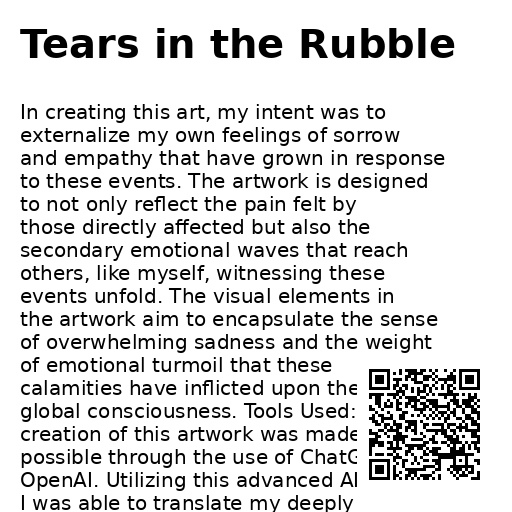 Tears in the Rubble
In creating this art, my intent was to
externalize my own feelings of sorrow
and empathy that have grown in response
to these events. The artwork is designed
to not only reflect the pain felt by
those directly affected but also the
secondary emotional waves that reach
others, like myself, witnessing these
events unfold. The visual elements in
the artwork aim to encapsulate the sense
of overwhelming sadness and the weight
of emotional turmoil that these
calamities have inflicted upon the
global consciousness. Tools Used:
creation of this artwork was made
possible through the use of ChatG
OpenAI. Utilizing this advanced AI
I was able to translate my deeply